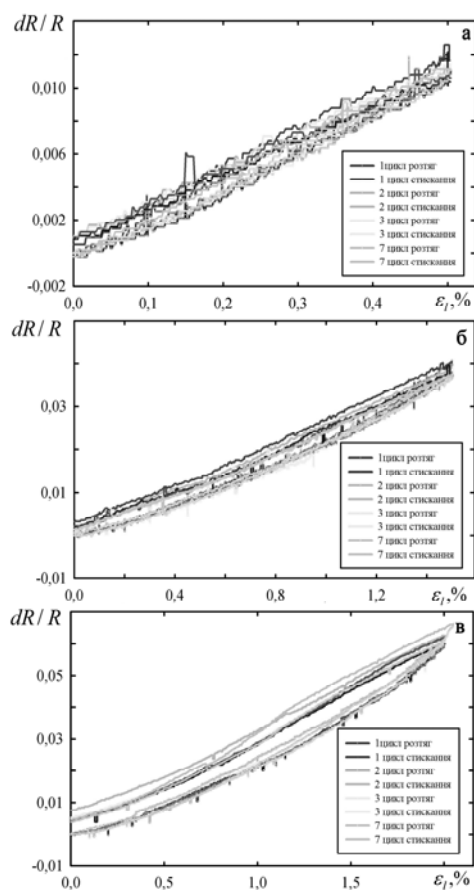 dR/R
а
0,010
0,006
0,002
-0,002
1цикл розтяг
1 цикл стискання
2 цикл розтяг
2 цикл стискання
3 цикл розтяг
3 цикл стискання
7 цикл розтяг
7 цикл стискання
0,0 0,1 0,2 0,3 0,4 εl,%
dR/R
б
0,03
0,01
-0,01
1цикл розтяг
1 цикл стискання
2 цикл розтяг
2 цикл стискання
3 цикл розтяг
3 цикл стискання
7 цикл розтяг
7 цикл стискання
0,0 0,4 0,8 1,2 εl,%
dR/R
в
0,05
0,03
0,01
-0,01
1цикл розтяг
1 цикл стискання
2 цикл розтяг
2 цикл стискання
3 цикл розтяг
3 цикл стискання
7 цикл розтяг
7 цикл стискання
0,0 0,5 1,0 1,5 εl,%